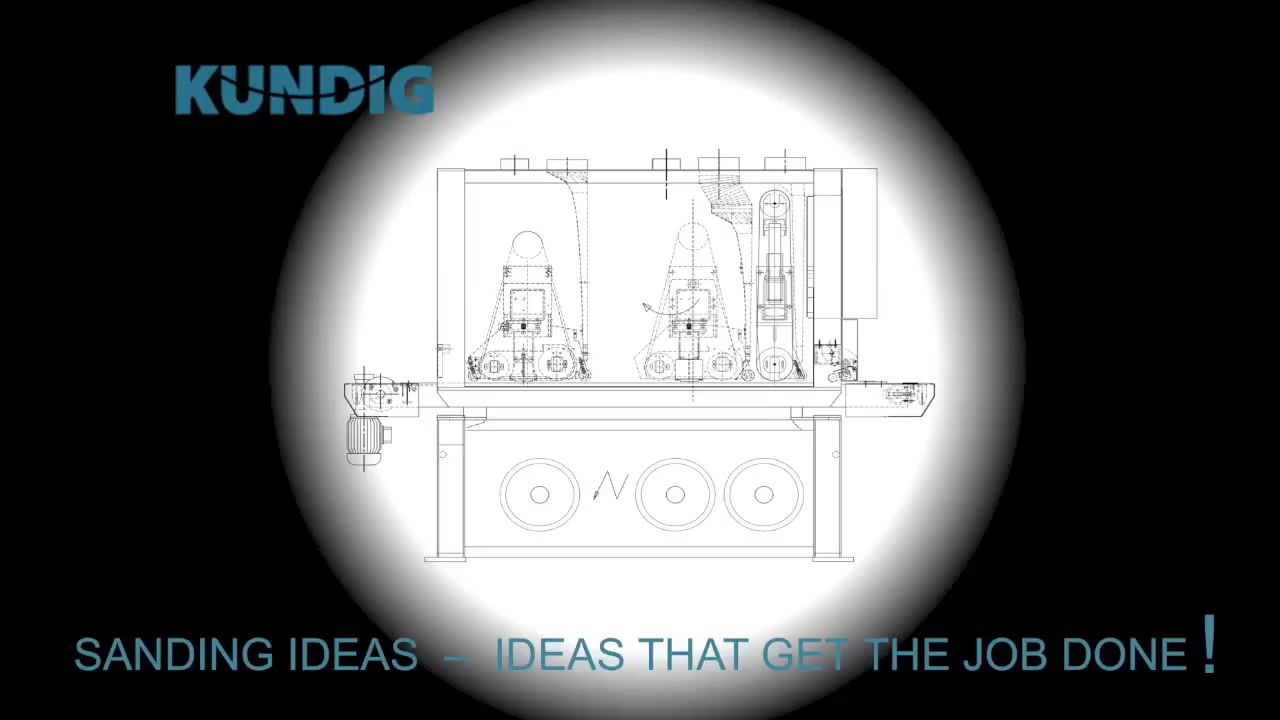 KUNDIG
SANDING IDEAS – IDEAS THAT GET THE JOB DONE!